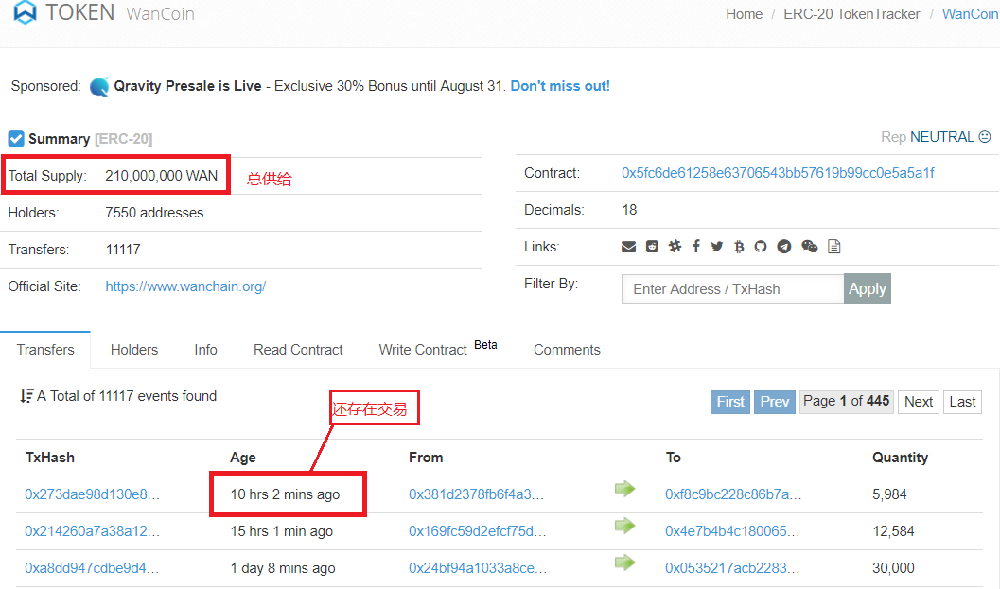 TOKEN WanCoin
Home / ERC-20 TokenTracker / WanCoin
Sponsored: Qravity Presale is Live - Exclusive 30% Bonus until August 31. Don't miss out!
Summary [ERC-20]
Rep NEUTRAL
Total Supply: 210,000,000 WAN
总供给
Holders: 7550 addresses
Transfers: 11117
Official Site: https://www.wanchain.org/
Contract: 0x5fc6de61258e63706543bb57619b99cc0e5a5a1f
Decimals: 18
Links:
Filter By: Enter Address / TxHash Apply
Transfers Holders Info Read Contract Write Contract Beta Comments
A Total of 11117 events found
还存在交易
First Prev Page 1 of 445 Next Last
TxHash Age From To Quantity
0x273dae98d130e8... 10 hrs 2 mins ago 0x381d2378fb6f4a3... 0xf8c9bc228c86b7a... 5,984
0x214260a7a38a12... 15 hrs 1 min ago 0x169fc59d2efcf75d... 0x4e7b4b4c180065... 12,584
0xa8dd947cdbe9d4... 1 day 8 mins ago 0x24bf94a1033a8ce... 0x0535217acb2283... 30,000